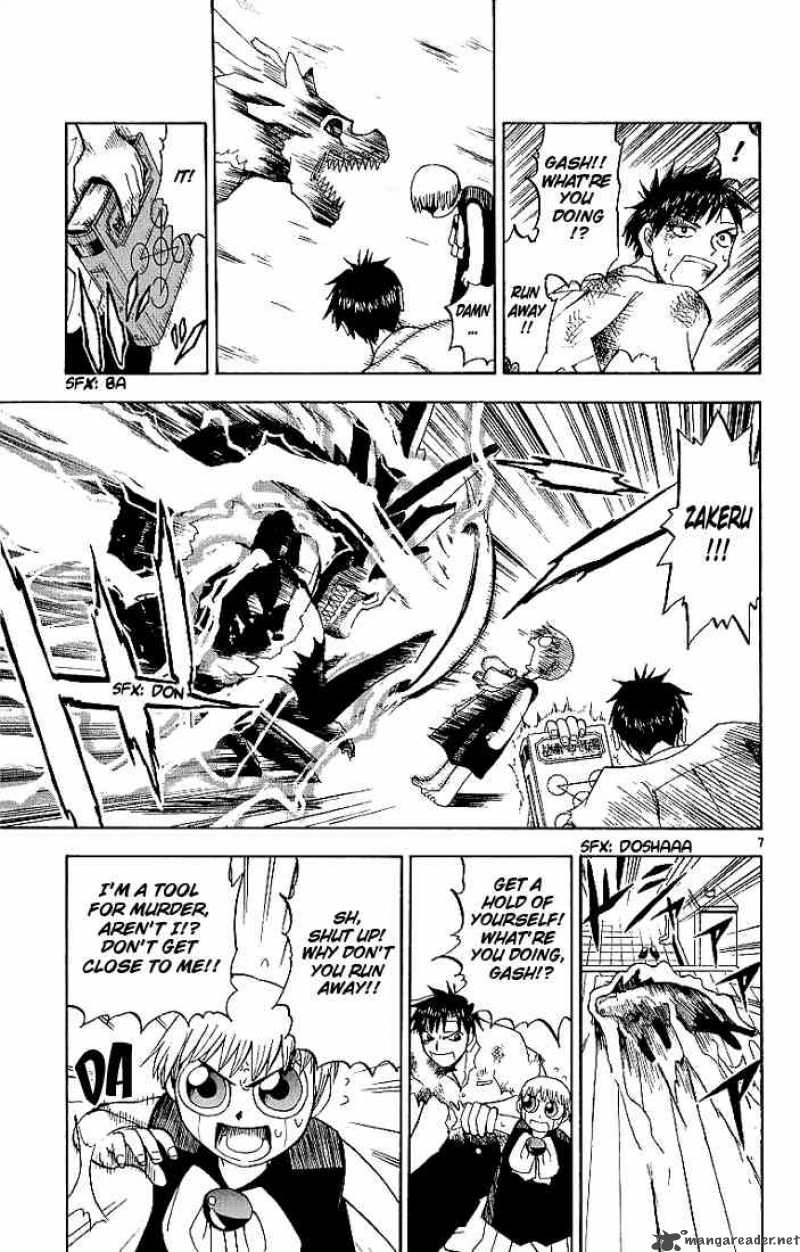 !
GASH!!
WHAT'RE
YOU
DOING
!?
RUN
AWAY
!!
DAMN
...
IT!
SFX: BA
ZAKERU
!!!
SFX: DON
7
SFX: DOSHAAA
GET A
HOLD OF
YOURSELF!
WHAT'RE
YOU DOING,
GASH!?
SH,
SHUT UP!
WHY DON'T
YOU RUN
AWAY!!
I'M A TOOL
FOR MURDER,
AREN'T I!?
DON'T GET
CLOSE TO ME!!
DA
mangareader.net